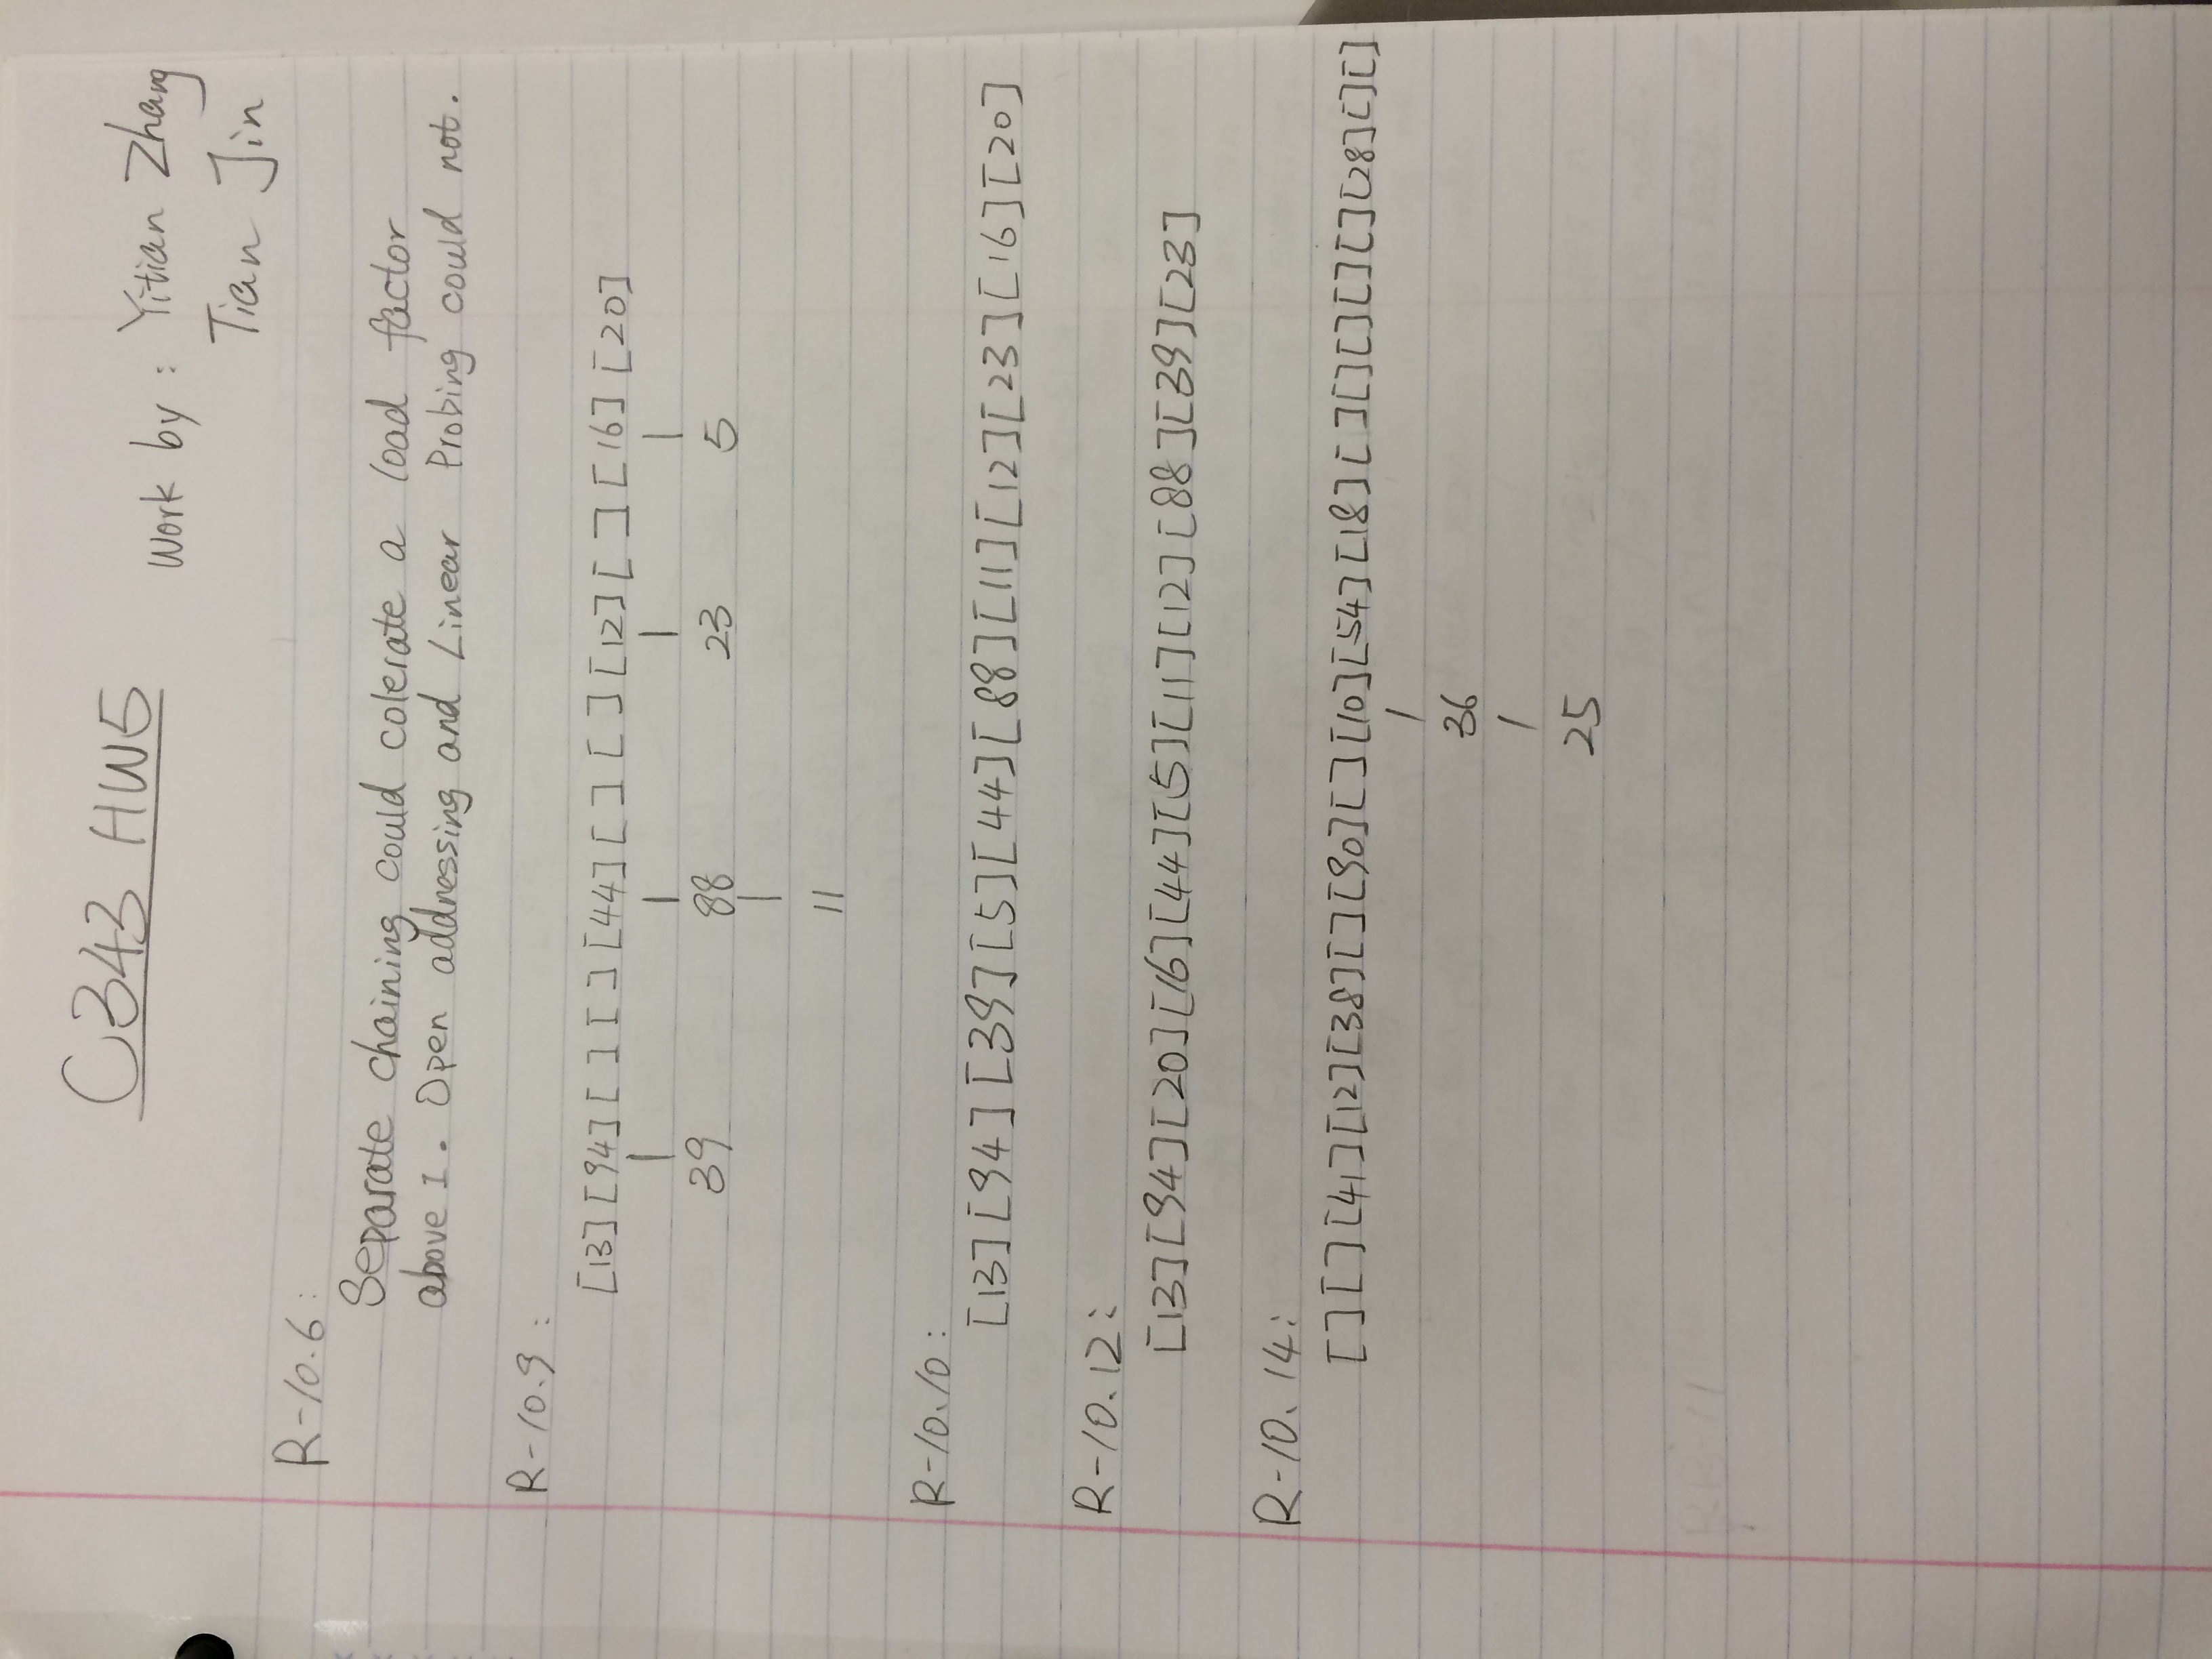 C343 HW5
Work by : Yitian Zhang
Tian Jin
R-10.6:
Separate chaining could colerate a load factor
above 1. Open addressing and Linear Probing could not.
R-10.9:
[13] [94] [ ] [ ] [44] [ ] [ ] [12] [ ] [16] [20]
| | | |
39 88 23 5
|
11
R-10.10:
[13] [94] [39] [5] [44] [88] [11] [12] [23] [16] [20]
R-10.12:
[13] [94] [20] [16] [44] [5] [11] [12] [88] [39] [23]
R-10.14:
[ ] [ ] [41] [12] [38] [ ] [90] [ ] [10] [54] [18] [ ] [ ] [ ] [ ] [ ] [28] [ ] [ ]
|
36
|
25